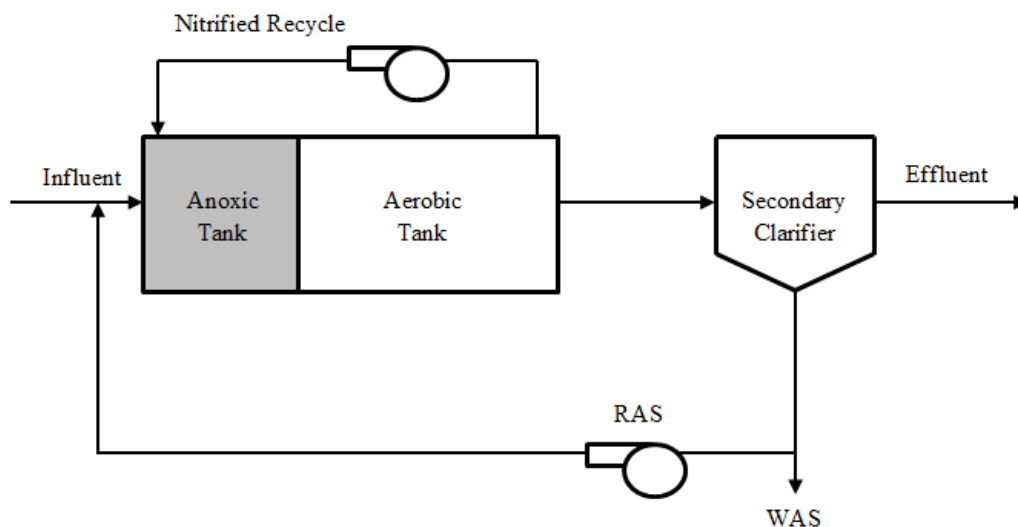 Nitrified Recycle
Influent
Anoxic
Tank
Aerobic
Tank
Secondary
Clarifier
Effluent
RAS
WAS